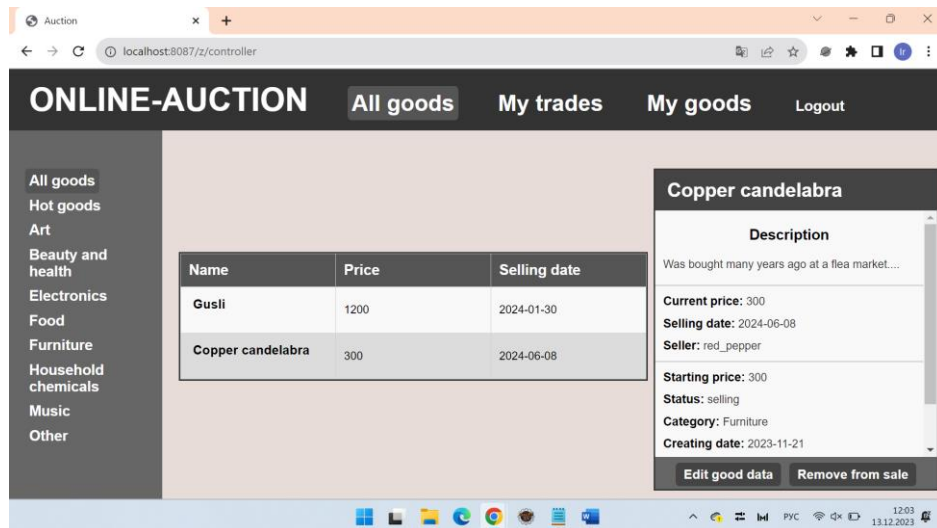 Auction
localhost:8087/z/controller
Ir
ONLINE-AUCTION
All goods
My trades
My goods
Logout
All goods
Hot goods
Art
Beauty and
health
Electronics
Food
Furniture
Household
chemicals
Music
Other
Name Price Selling date
Gusli 1200 2024-01-30
Copper candelabra 300 2024-06-08
Copper candelabra
Description
Was bought many years ago at a flea market....
Current price: 300
Selling date: 2024-06-08
Seller: red_pepper
Starting price: 300
Status: selling
Category: Furniture
Creating date: 2023-11-21
Edit good data Remove from sale
РУС
12:03
13.12.2023